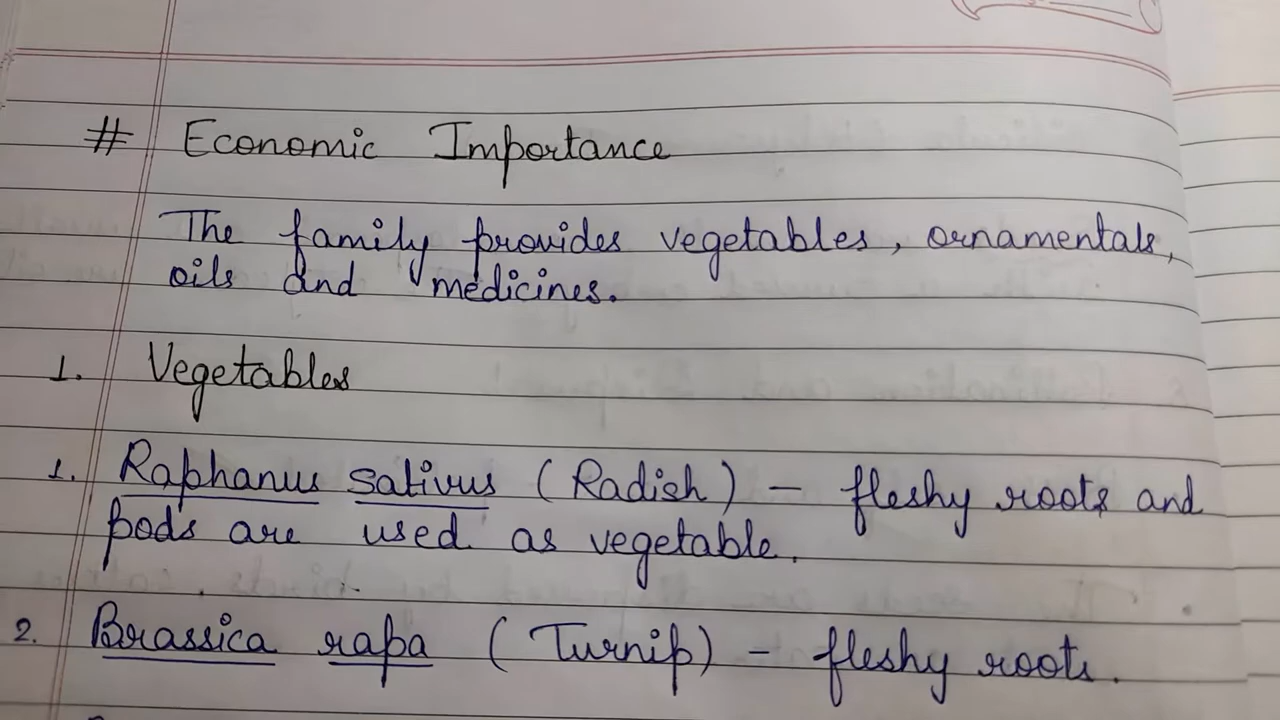 # Economic Importance
The family provides vegetables, ornamentals,
oils and medicines.
1. Vegetables
1. Raphanus sativus (Radish) - fleshy roots and
pods are used as vegetable.
2. Brassica rapa (Turnip) - fleshy roots.